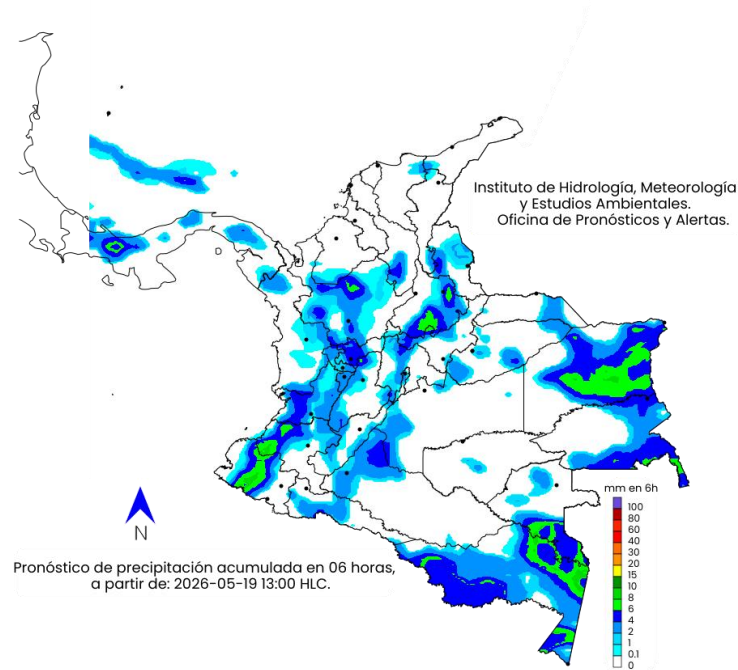 Instituto de Hidrología, Meteorología
y Estudios Ambientales.
Oficina de Pronósticos y Alertas.
N
Pronóstico de precipitación acumulada en 06 horas,
a partir de: 2026-05-19 13:00 HLC.
mm en 6h
100
80
60
40
30
20
15
10
8
6
4
2
1
0.1
0